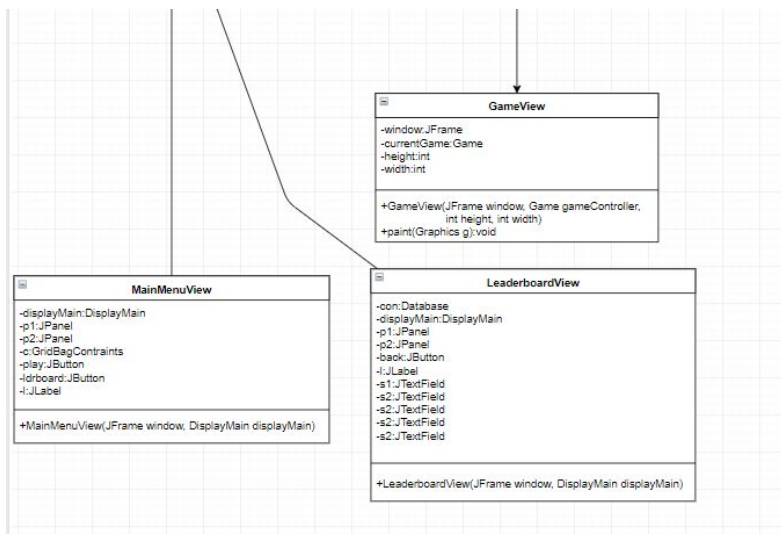 GameView
-window:JFrame
-currentGame:Game
-height:int
-width:int
+GameView(JFrame window, Game gameController,
int height, int width)
+paint(Graphics g):void
MainMenuView
-displayMain:DisplayMain
-p1:JPanel
-p2:JPanel
-c:GridBagContraints
-play:JButton
-ldrboard:JButton
-l:JLabel
+MainMenuView(JFrame window, DisplayMain displayMain)
LeaderboardView
-con:Database
-displayMain:DisplayMain
-p1:JPanel
-p2:JPanel
-back:JButton
-l:JLabel
-s1:JTextField
-s2:JTextField
-s2:JTextField
-s2:JTextField
-s2:JTextField
+LeaderboardView(JFrame window, DisplayMain displayMain)